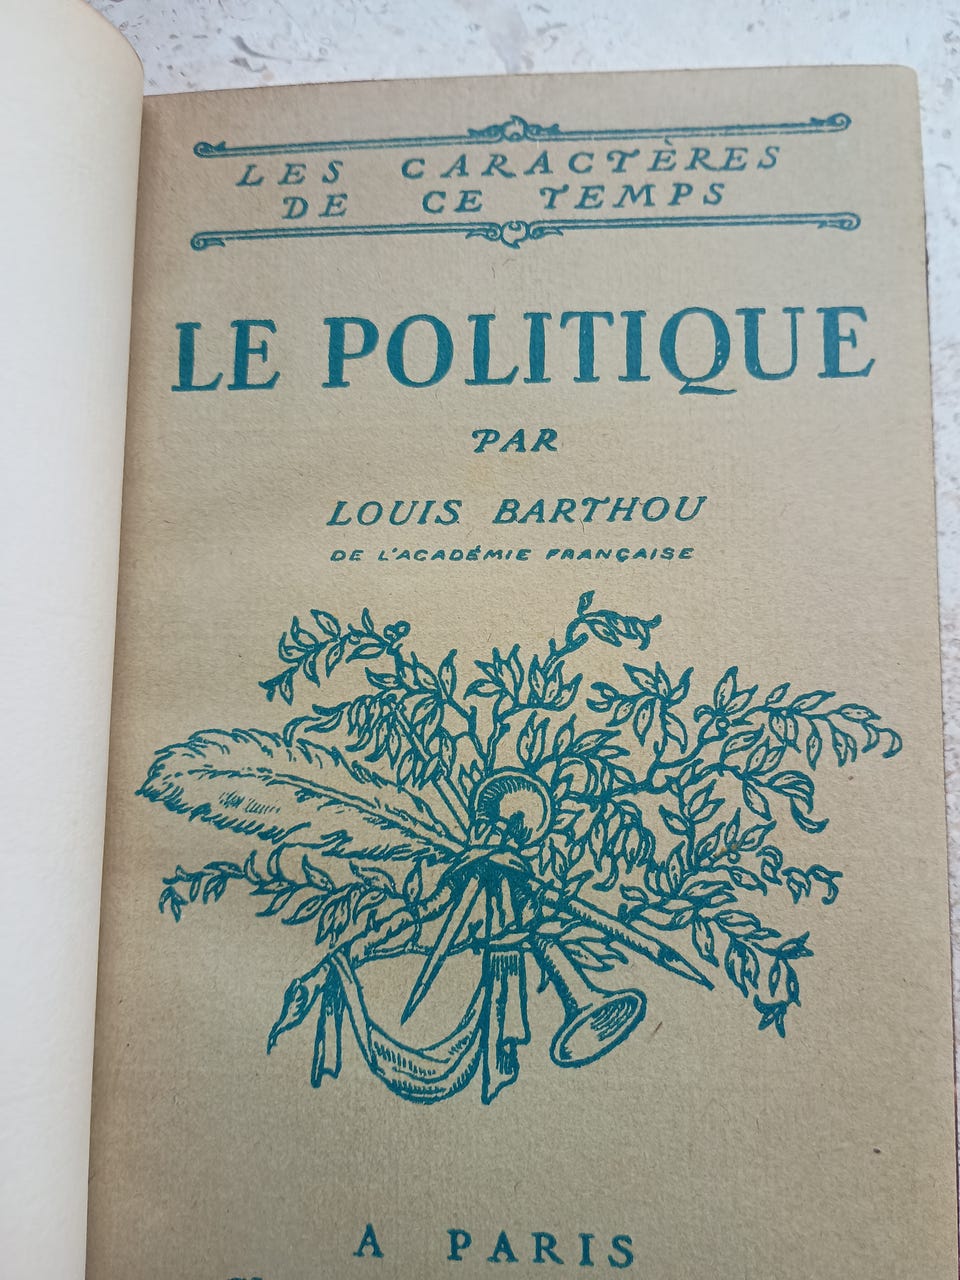 LES CARACTÈRES
DE CE TEMPS
LE POLITIQUE
PAR
LOUIS BARTHOU
DE L'ACADÉMIE FRANÇAISE
A PARIS